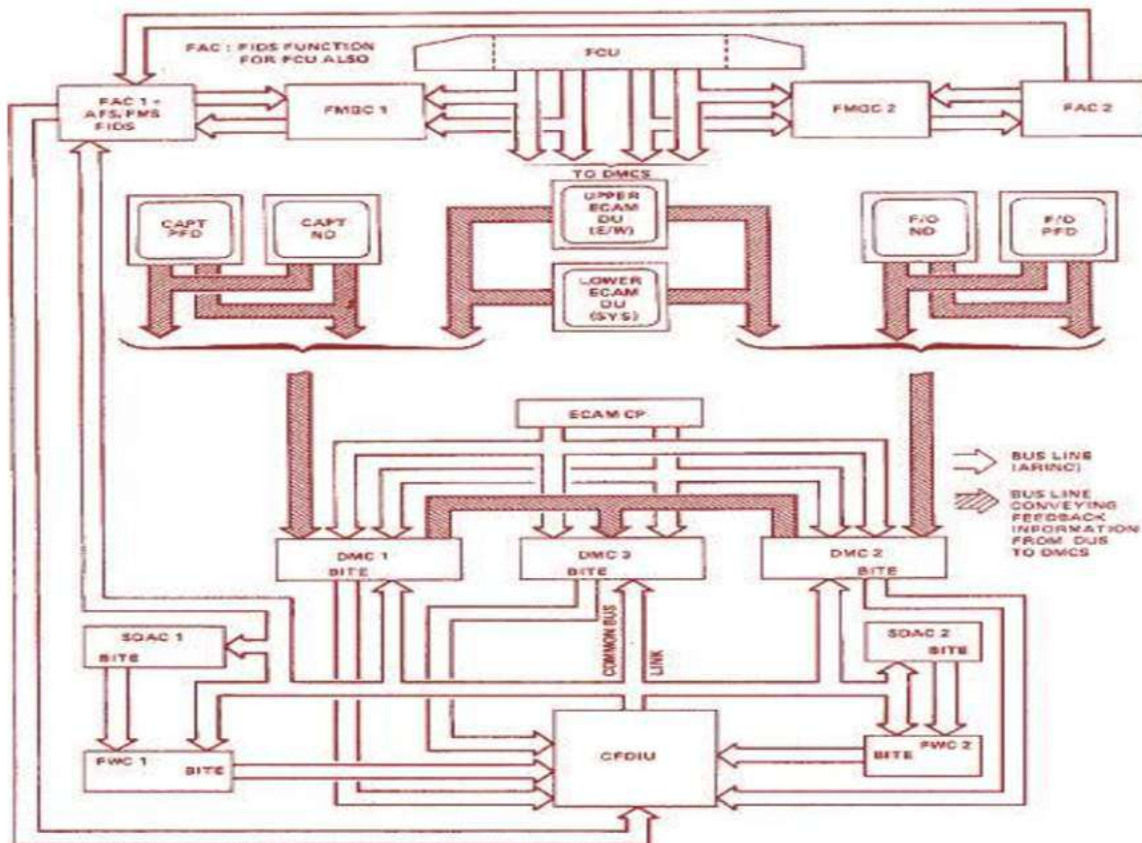 FAC : FIDS FUNCTION
FOR FCU ALSO
FCU
FAC 1 +
AFS/FMS
FIDS
FMGC 1
FMGC 2
FAC 2
TO DMCS
CAPT
PFD
CAPT
ND
UPPER
ECAM
DU
(E/W)
F/O
ND
F/O
PFD
LOWER
ECAM
DU
(SYS)
ECAM CP
BUS LINE
(ARINC)
BUS LINE
CONVEYING
FEEDBACK
INFORMATION
FROM DUS
TO DMCS
DMC 1
BITE
DMC 3
BITE
DMC 2
BITE
COMMON BUS
LINK
SDAC 1
BITE
SDAC 2
BITE
FWC 1
BITE
CFDIU
BITE
FWC 2